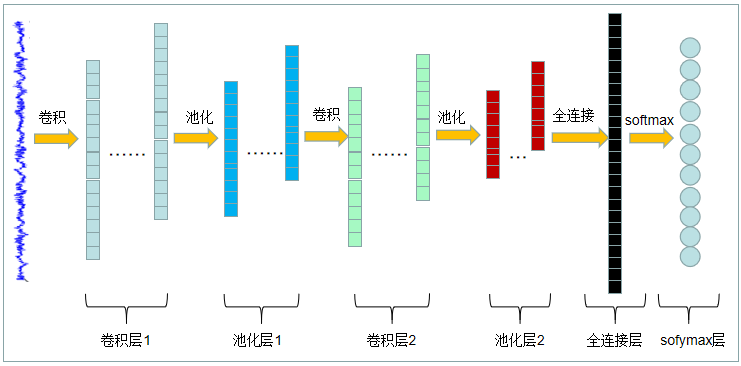 卷积
池化
卷积
池化
全连接
softmax
......
......
......
...
卷积层1
池化层1
卷积层2
池化层2
全连接层
sofymax层